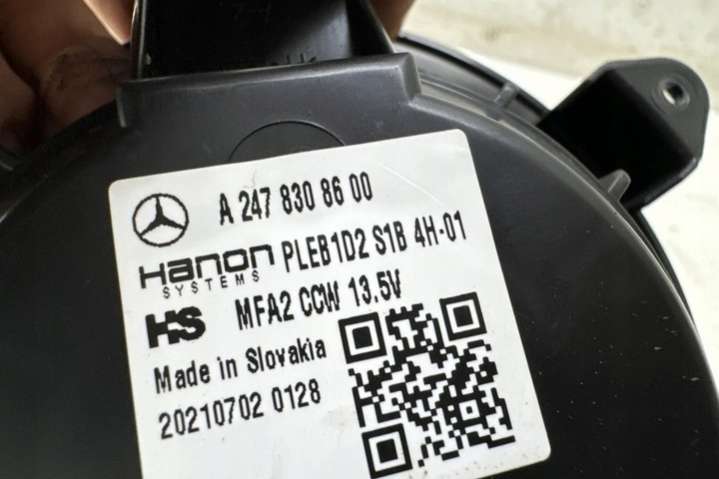 A 247 830 86 00
Hanon PLEB1D2 S1B 4H-01
SYSTEMS
HS MFA2 CCW 13.5V
Made in Slovakia
20210702 0128